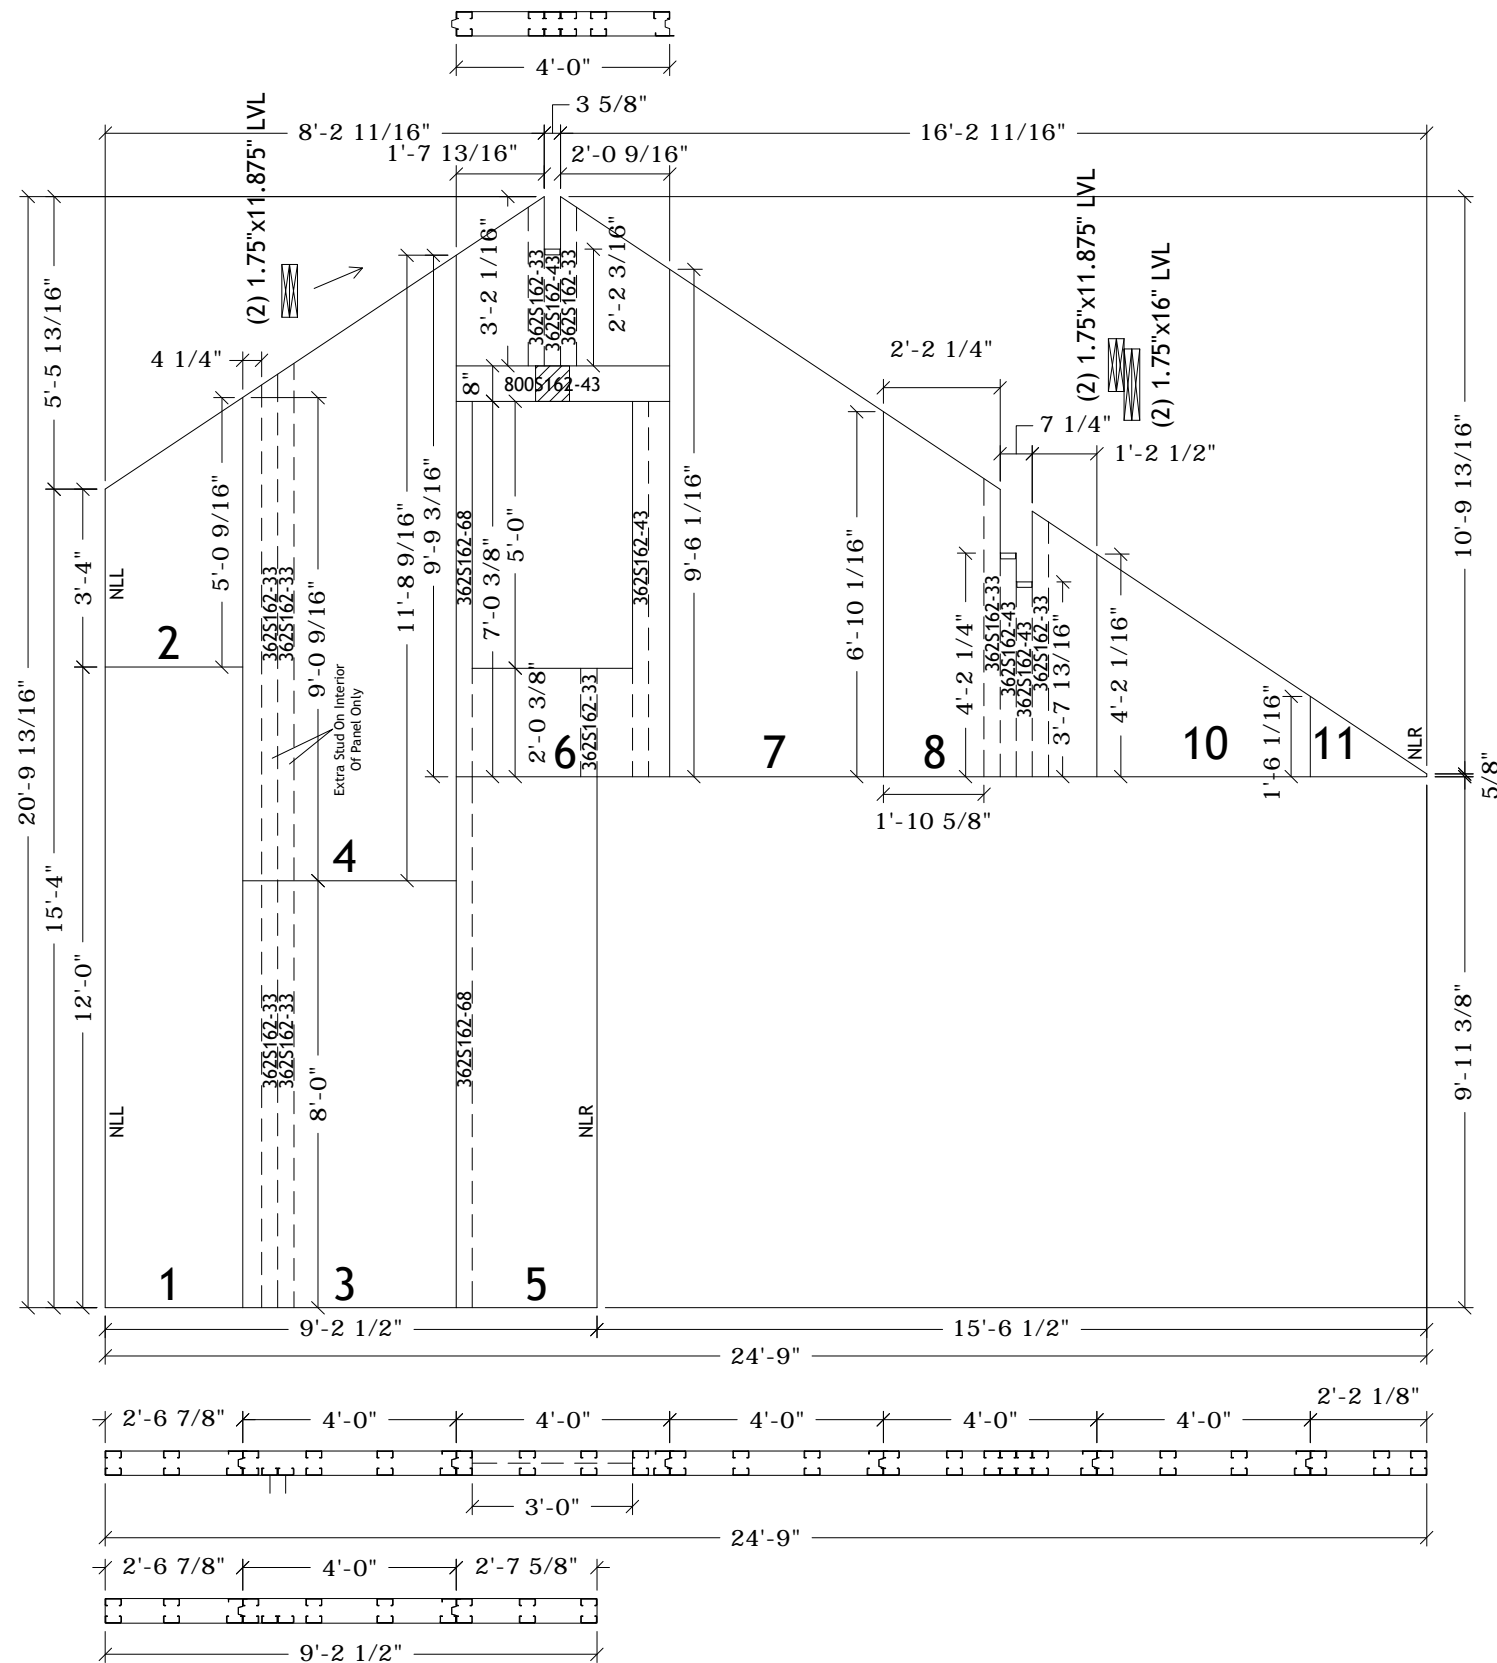 4'-0"
3 5/8"
8'-2 11/16"
16'-2 11/16"
1'-7 13/16"
2'-0 9/16"
(2) 1.75"x11.875" LVL
(2) 1.75"x11.875" LVL
(2) 1.75"x16" LVL
3'-2 1/16"
362S162-33
362S162-43
362S162-33
2'-2 3/16"
5'-5 13/16"
4 1/4"
2'-2 1/4"
8"
800S162-43
7 1/4"
1'-2 1/2"
10'-9 13/16"
20'-9 13/16"
15'-4"
3'-4"
12'-0"
NLL
5'-0 9/16"
362S162-33
362S162-33
9'-0 9/16"
11'-8 9/16"
9'-9 3/16"
362S162-68
7'-0 3/8"
5'-0"
362S162-43
9'-6 1/16"
6'-10 1/16"
4'-2 1/4"
362S162-33
362S162-43
362S162-43
362S162-33
3'-7 13/16"
4'-2 1/16"
1'-6 1/16"
NLR
5/8"
2
Extra Stud On Interior
Of Panel Only
2'-0 3/8"
362S162-33
6
7
8
10
11
1'-10 5/8"
4
362S162-33
362S162-33
8'-0"
362S162-68
NLL
NLR
9'-11 3/8"
1
3
5
9'-2 1/2"
15'-6 1/2"
24'-9"
2'-6 7/8"
4'-0"
4'-0"
4'-0"
4'-0"
4'-0"
2'-2 1/8"
3'-0"
24'-9"
2'-6 7/8"
4'-0"
2'-7 5/8"
9'-2 1/2"